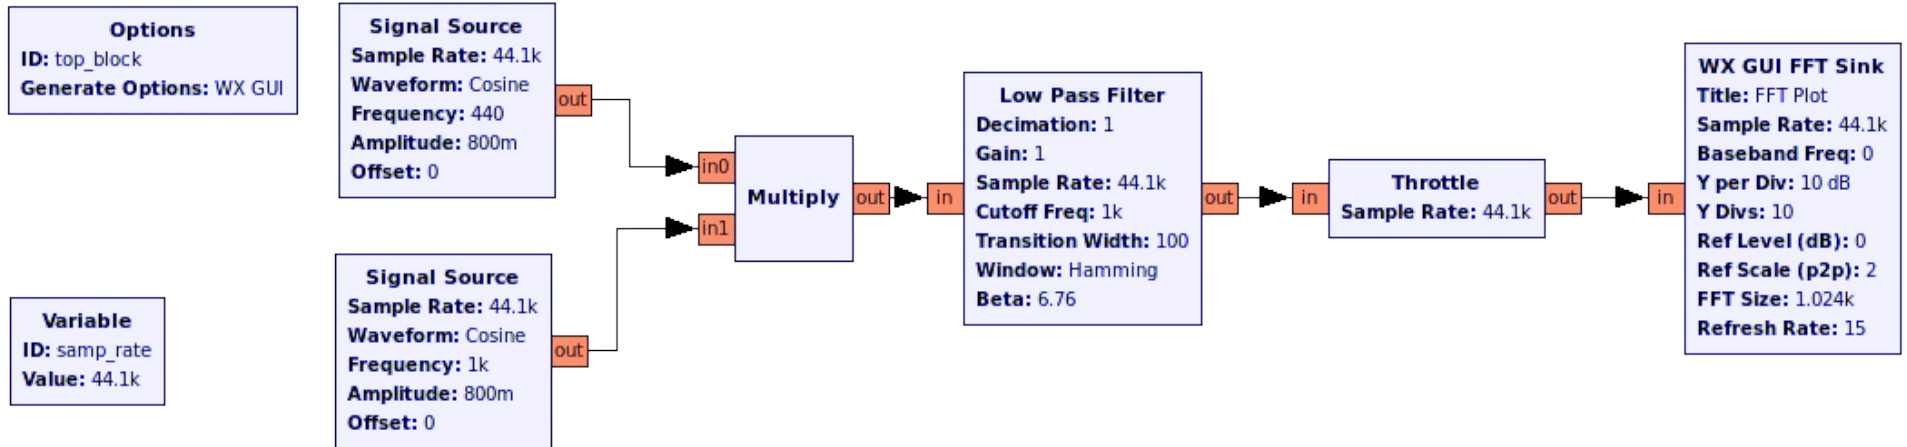 Options
ID: top_block
Generate Options: WX GUI
Variable
ID: samp_rate
Value: 44.1k
Signal Source
Sample Rate: 44.1k
Waveform: Cosine
Frequency: 440
Amplitude: 800m
Offset: 0
out
Signal Source
Sample Rate: 44.1k
Waveform: Cosine
Frequency: 1k
Amplitude: 800m
Offset: 0
out
in0
in1
Multiply
out
in
Low Pass Filter
Decimation: 1
Gain: 1
Sample Rate: 44.1k
Cutoff Freq: 1k
Transition Width: 100
Window: Hamming
Beta: 6.76
out
in
Throttle
Sample Rate: 44.1k
out
in
WX GUI FFT Sink
Title: FFT Plot
Sample Rate: 44.1k
Baseband Freq: 0
Y per Div: 10 dB
Y Divs: 10
Ref Level (dB): 0
Ref Scale (p2p): 2
FFT Size: 1.024k
Refresh Rate: 15